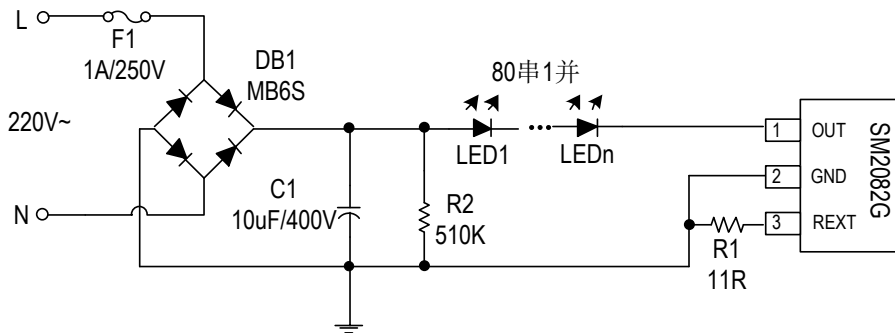 L
F1
1A/250V
DB1
MB6S
220V~
N
C1
10uF/400V
R2
510K
80串1并
LED1
LEDn
1 OUT
2 GND
3 REXT
SM2082G
R1
11R